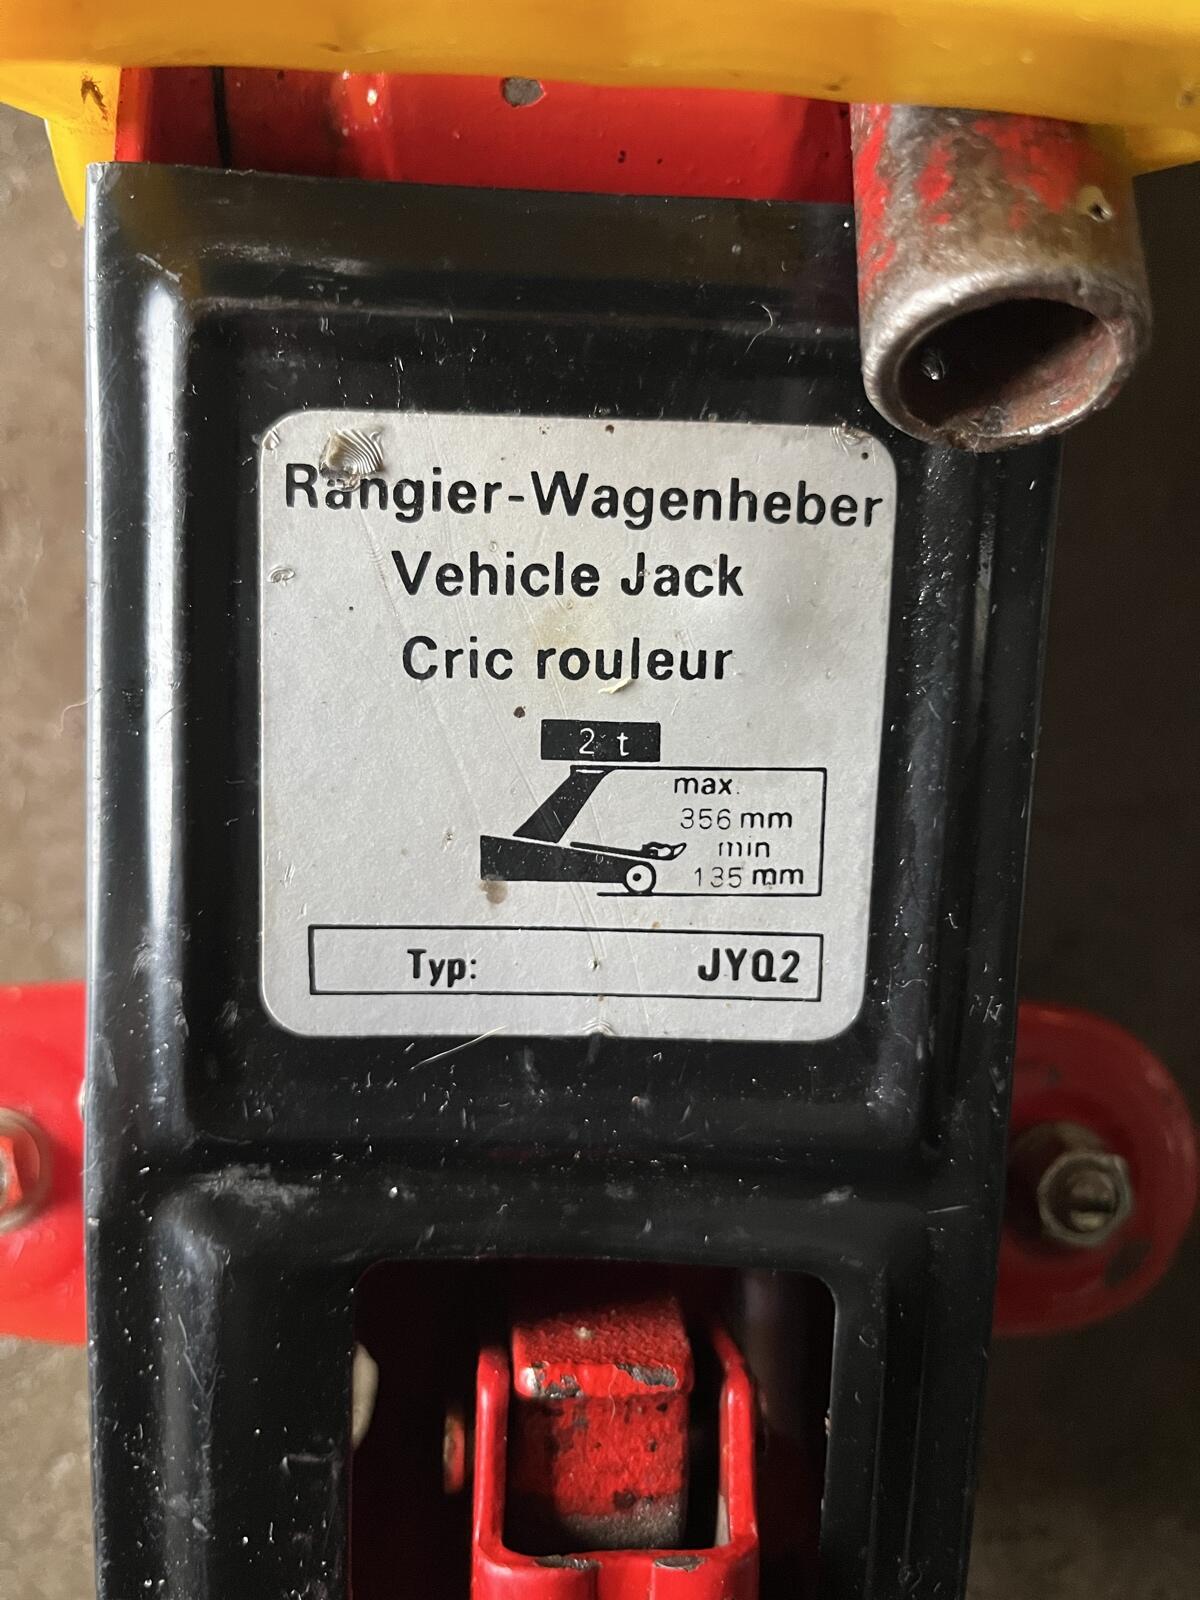 Rangier-Wagenheber
Vehicle Jack
Cric rouleur
2 t
max.
356 mm
min
135 mm
Typ: JYQ2